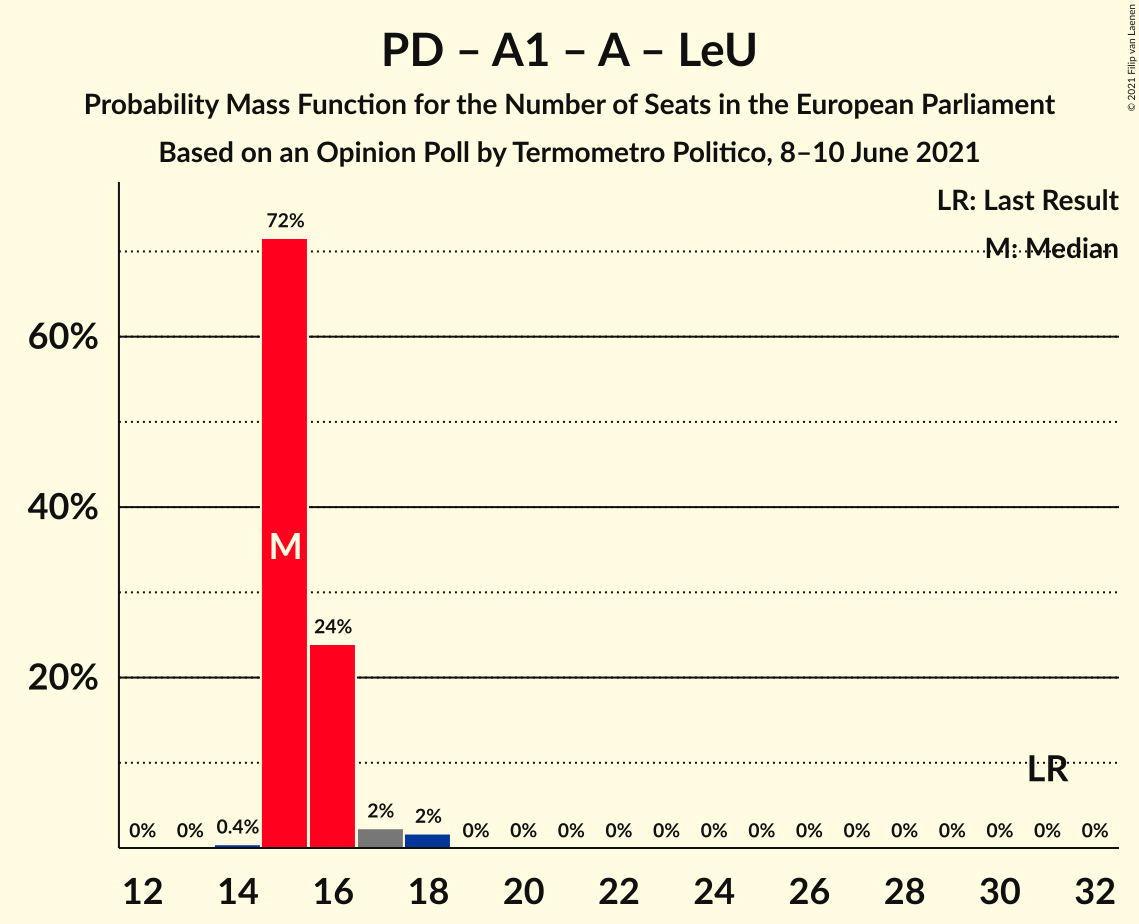 PD – A1 – A – LeU
Probability Mass Function for the Number of Seats in the European Parliament
Based on an Opinion Poll by Termometro Politico, 8–10 June 2021
© 2021 Filip van Laenen
LR: Last Result
M: Median
72%
60%
40%
M
24%
20%
LR
0% 0% 0.4% 2% 2% 0% 0% 0% 0% 0% 0% 0% 0% 0% 0% 0% 0% 0% 0%
12 14 16 18 20 22 24 26 28 30 32